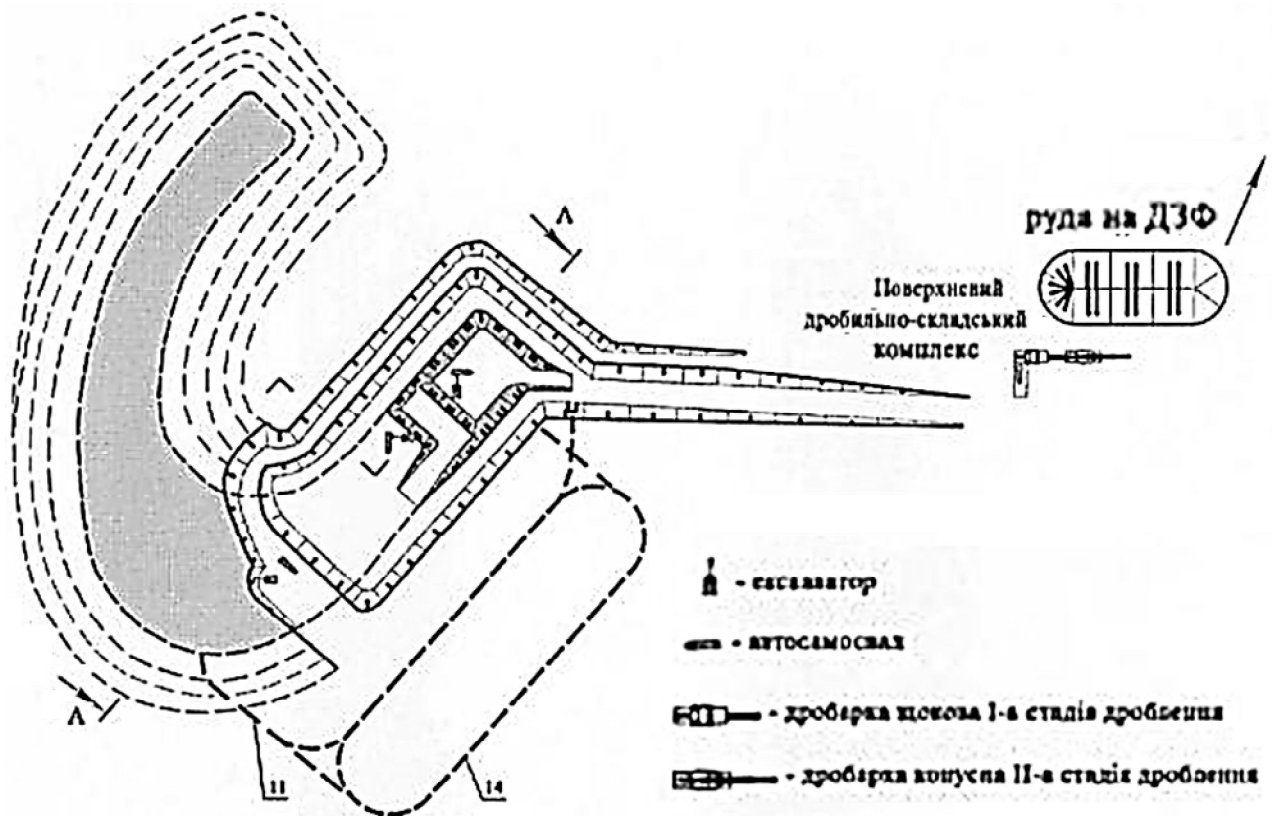 А
руда на ДЗФ
Поверхневий
дробильно-складський
комплекс
- екскаватор
- автосамосвал
- дробарка щокова I-а стадія дроблення
- дробарка конусна II-а стадія дроблення
А
11
14